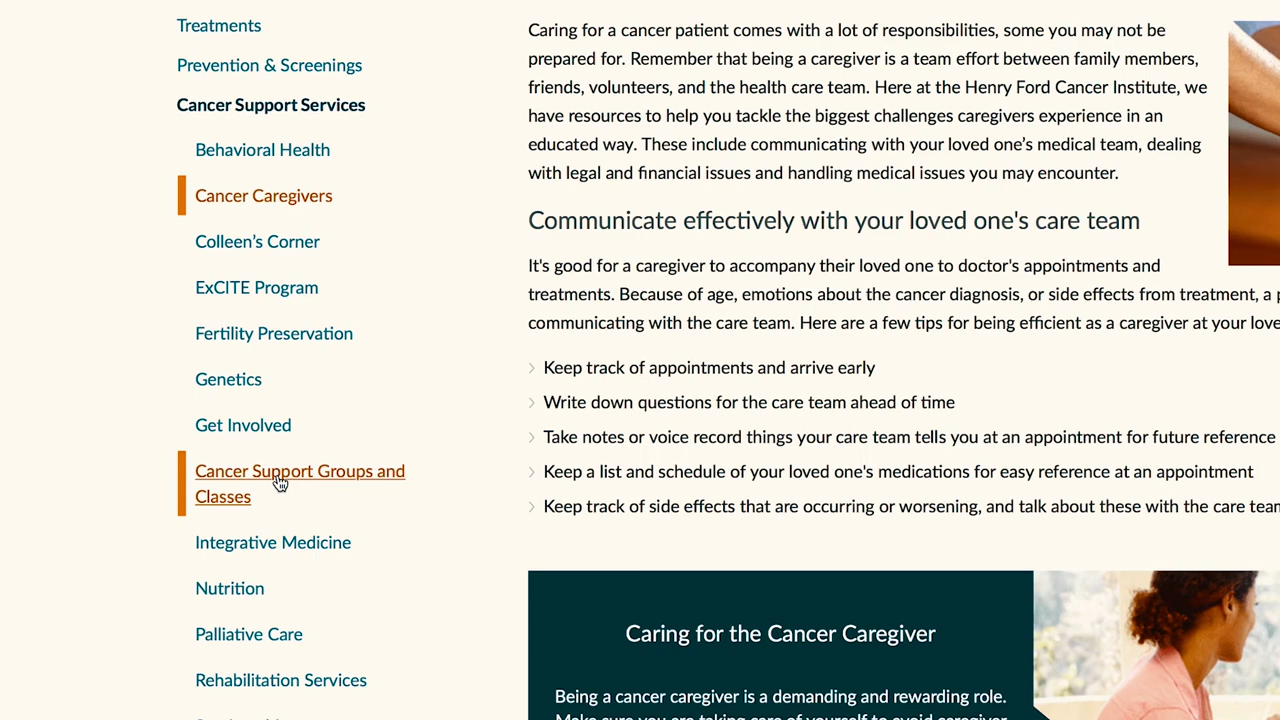 Treatments
Prevention & Screenings
Cancer Support Services
Behavioral Health
Cancer Caregivers
Colleen’s Corner
ExCITE Program
Fertility Preservation
Genetics
Get Involved
Cancer Support Groups and
Classes
Integrative Medicine
Nutrition
Palliative Care
Rehabilitation Services
Caring for a cancer patient comes with a lot of responsibilities, some you may not be
prepared for. Remember that being a caregiver is a team effort between family members,
friends, volunteers, and the health care team. Here at the Henry Ford Cancer Institute, we
have resources to help you tackle the biggest challenges caregivers experience in an
educated way. These include communicating with your loved one’s medical team, dealing
with legal and financial issues and handling medical issues you may encounter.
Communicate effectively with your loved one's care team
It's good for a caregiver to accompany their loved one to doctor's appointments and
treatments. Because of age, emotions about the cancer diagnosis, or side effects from treatment, a
communicating with the care team. Here are a few tips for being efficient as a caregiver at your
Keep track of appointments and arrive early
Write down questions for the care team ahead of time
Take notes or voice record things your care team tells you at an appointment for future reference
Keep a list and schedule of your loved one's medications for easy reference at an appointment
Keep track of side effects that are occurring or worsening, and talk about these with the care
Caring for the Cancer Caregiver
Being a cancer caregiver is a demanding and rewarding role.
Make sure you are taking care of yourself to avoid caregiver